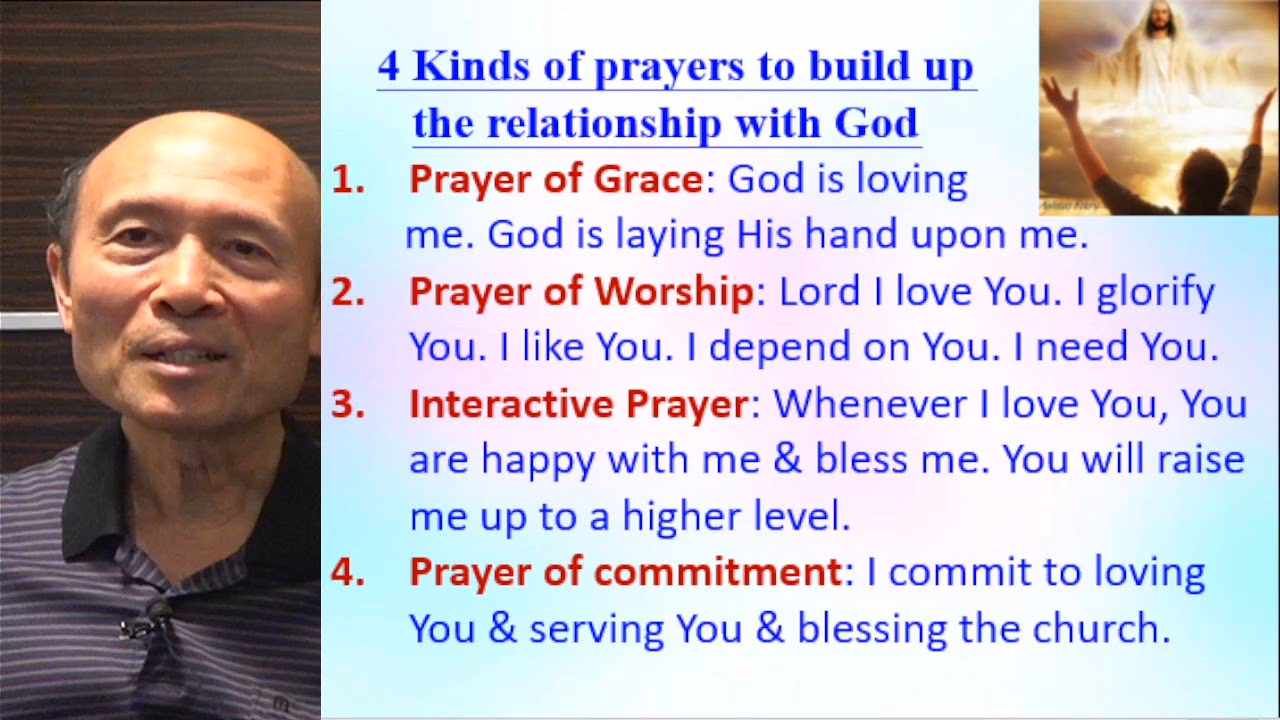 4 Kinds of prayers to build up
the relationship with God
1. Prayer of Grace: God is loving
me. God is laying His hand upon me.
2. Prayer of Worship: Lord I love You. I glorify
You. I like You. I depend on You. I need You.
3. Interactive Prayer: Whenever I love You, You
are happy with me & bless me. You will raise
me up to a higher level.
4. Prayer of commitment: I commit to loving
You & serving You & blessing the church.